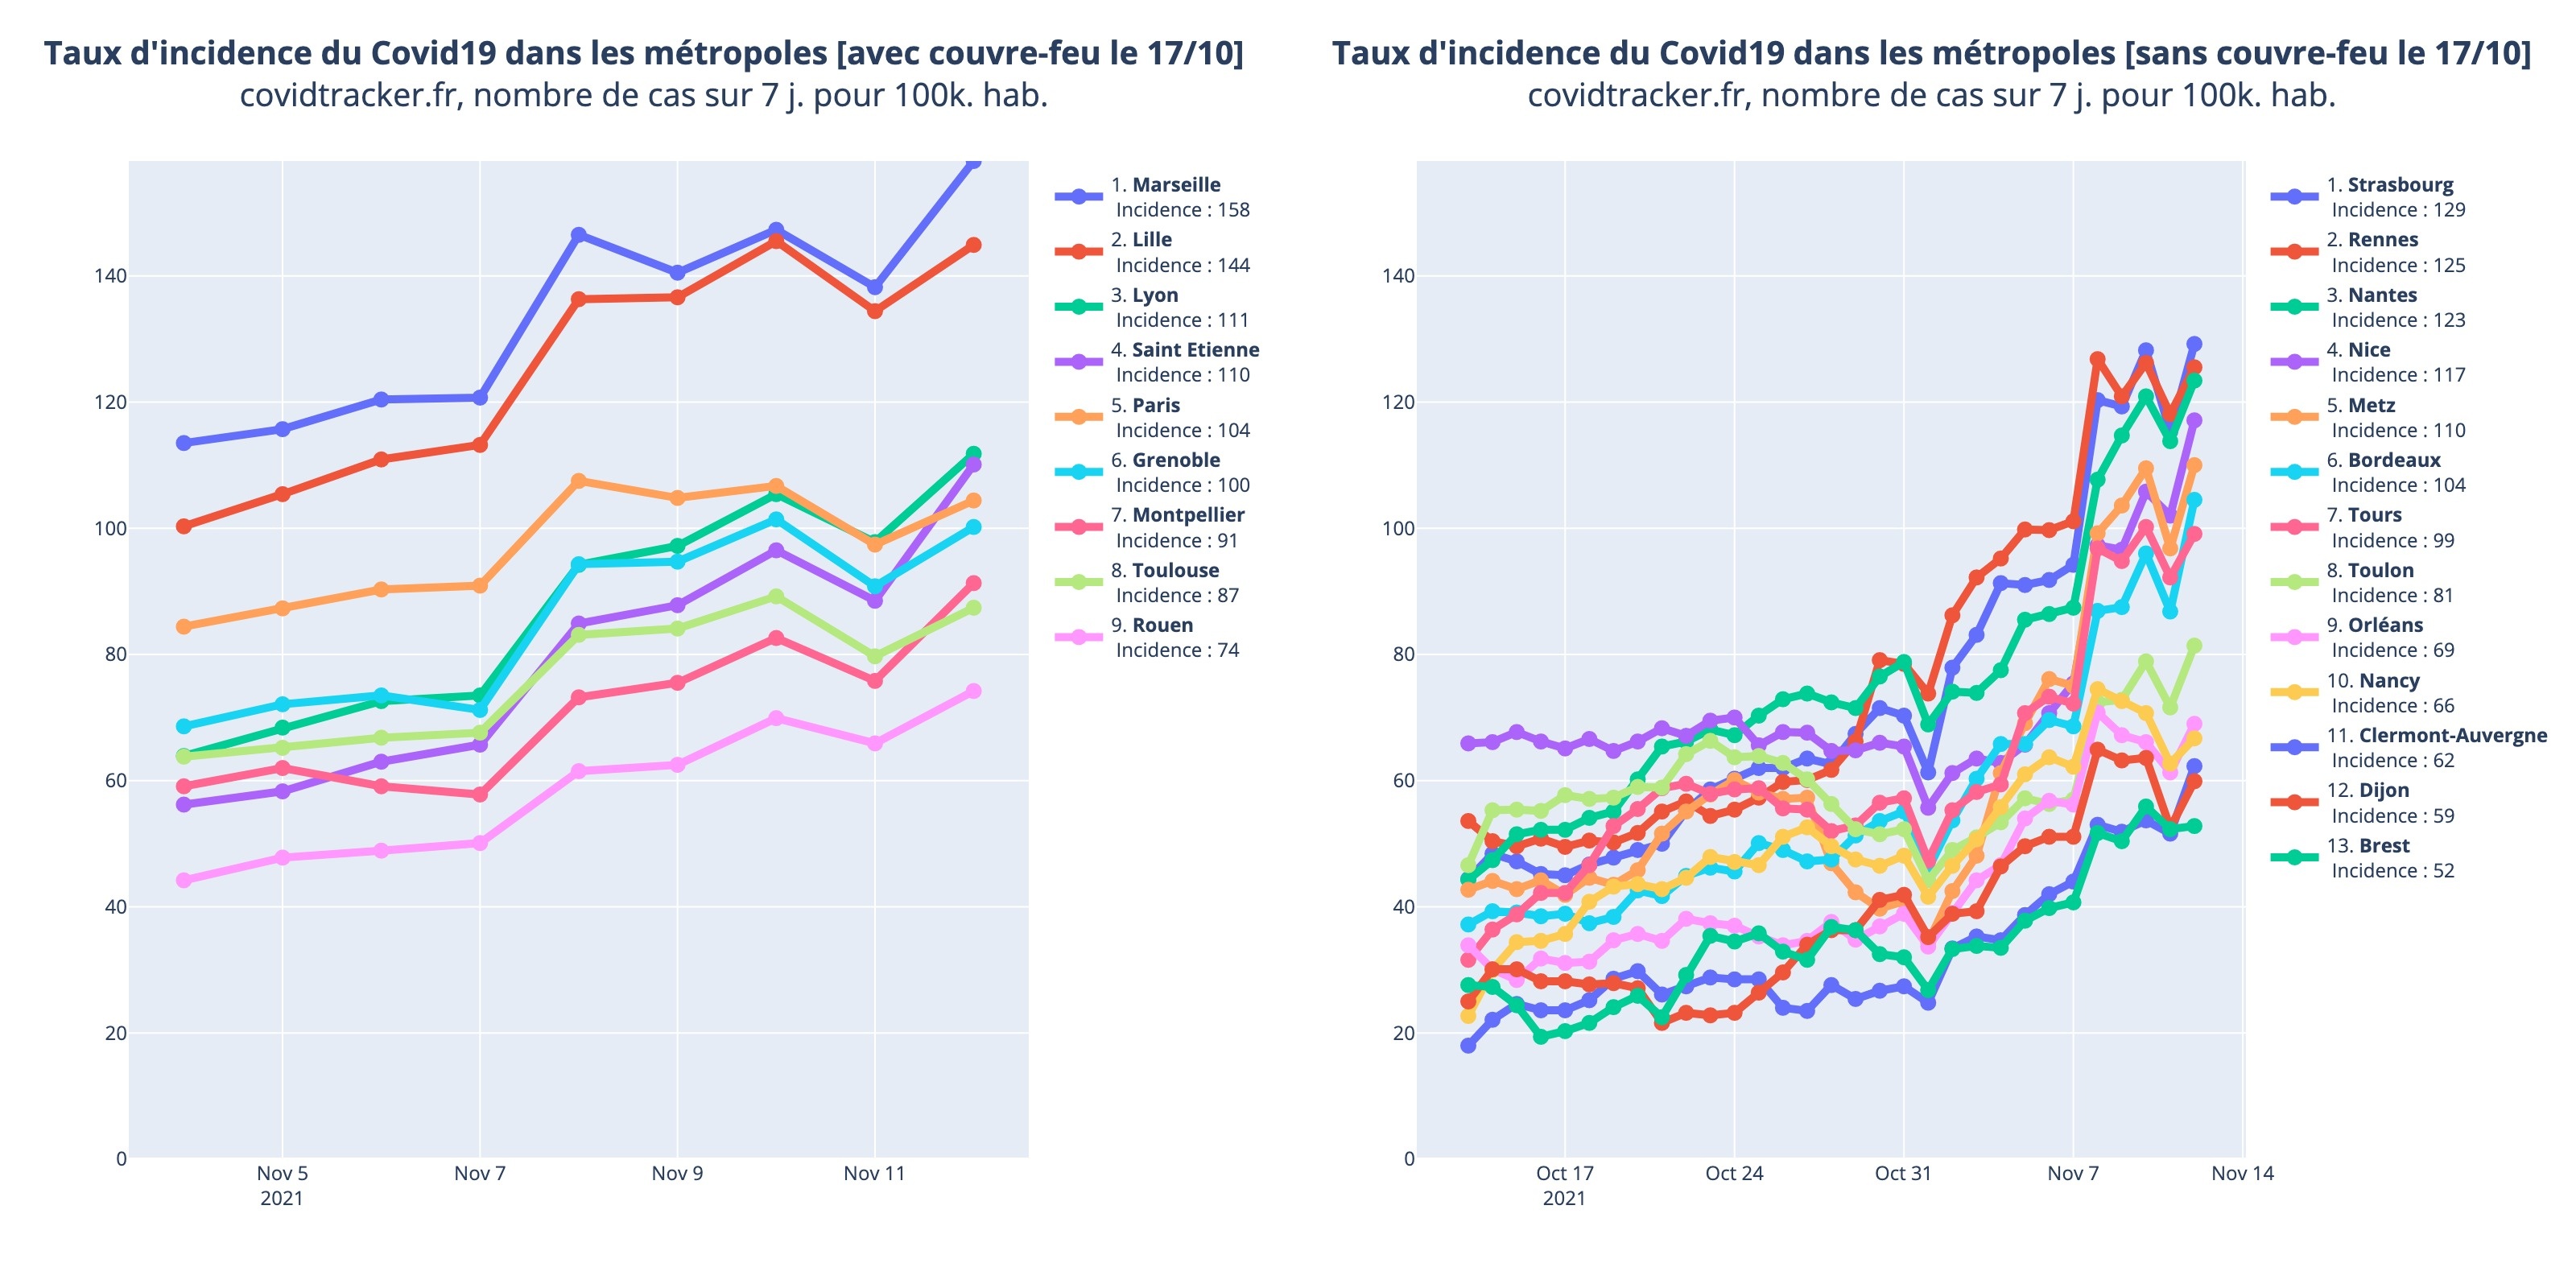 Taux d'incidence du Covid19 dans les métropoles [avec couvre-feu le 17/10]
covidtracker.fr, nombre de cas sur 7 j. pour 100k. hab.
140
120
100
80
60
40
20
0
Nov 5
2021
Nov 7
Nov 9
Nov 11
1. Marseille
Incidence : 158
2. Lille
Incidence : 144
3. Lyon
Incidence : 111
4. Saint Etienne
Incidence : 110
5. Paris
Incidence : 104
6. Grenoble
Incidence : 100
7. Montpellier
Incidence : 91
8. Toulouse
Incidence : 87
9. Rouen
Incidence : 74
Taux d'incidence du Covid19 dans les métropoles [sans couvre-feu le 17/10]
covidtracker.fr, nombre de cas sur 7 j. pour 100k. hab.
140
120
100
80
60
40
20
0
Oct 17
2021
Oct 24
Oct 31
Nov 7
Nov 14
1. Strasbourg
Incidence : 129
2. Rennes
Incidence : 125
3. Nantes
Incidence : 123
4. Nice
Incidence : 117
5. Metz
Incidence : 110
6. Bordeaux
Incidence : 104
7. Tours
Incidence : 99
8. Toulon
Incidence : 81
9. Orléans
Incidence : 69
10. Nancy
Incidence : 66
11. Clermont-Auvergne
Incidence : 62
12. Dijon
Incidence : 59
13. Brest
Incidence : 52